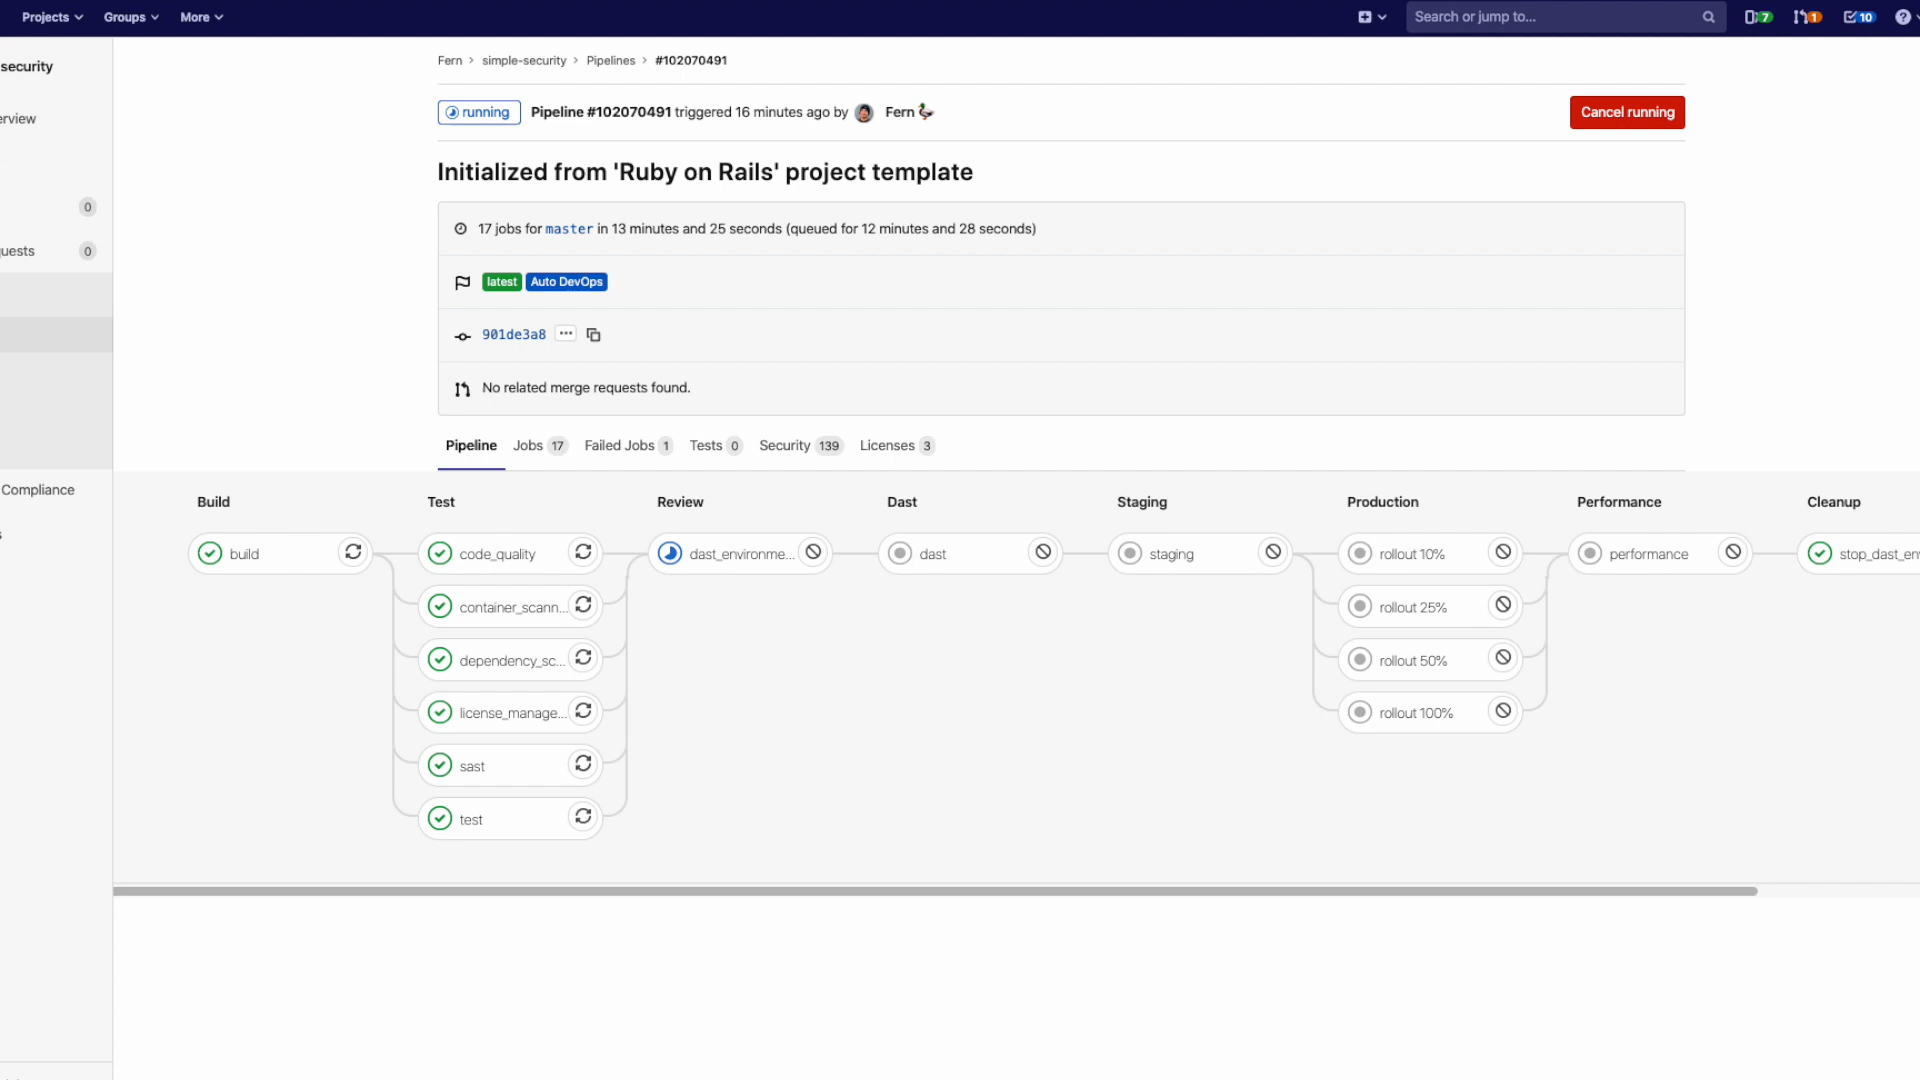 Projects Groups More Search or jump to... 7 1 10
security
Fern > simple-security > Pipelines > #102070491
erview
running Pipeline #102070491 triggered 16 minutes ago by Fern Cancel running
Initialized from 'Ruby on Rails' project template
0
17 jobs for master in 13 minutes and 25 seconds (queued for 12 minutes and 28 seconds)
uests 0
latest Auto DevOps
901de3a8 ...
No related merge requests found.
Pipeline Jobs 17 Failed Jobs 1 Tests 0 Security 139 Licenses 3
Compliance
s
Build Test Review Dast Staging Production Performance Cleanup
build code_quality dast_environme... dast staging rollout 10% performance stop_dast_en
container_scann... rollout 25%
dependency_sc... rollout 50%
license_manage... rollout 100%
sast
test